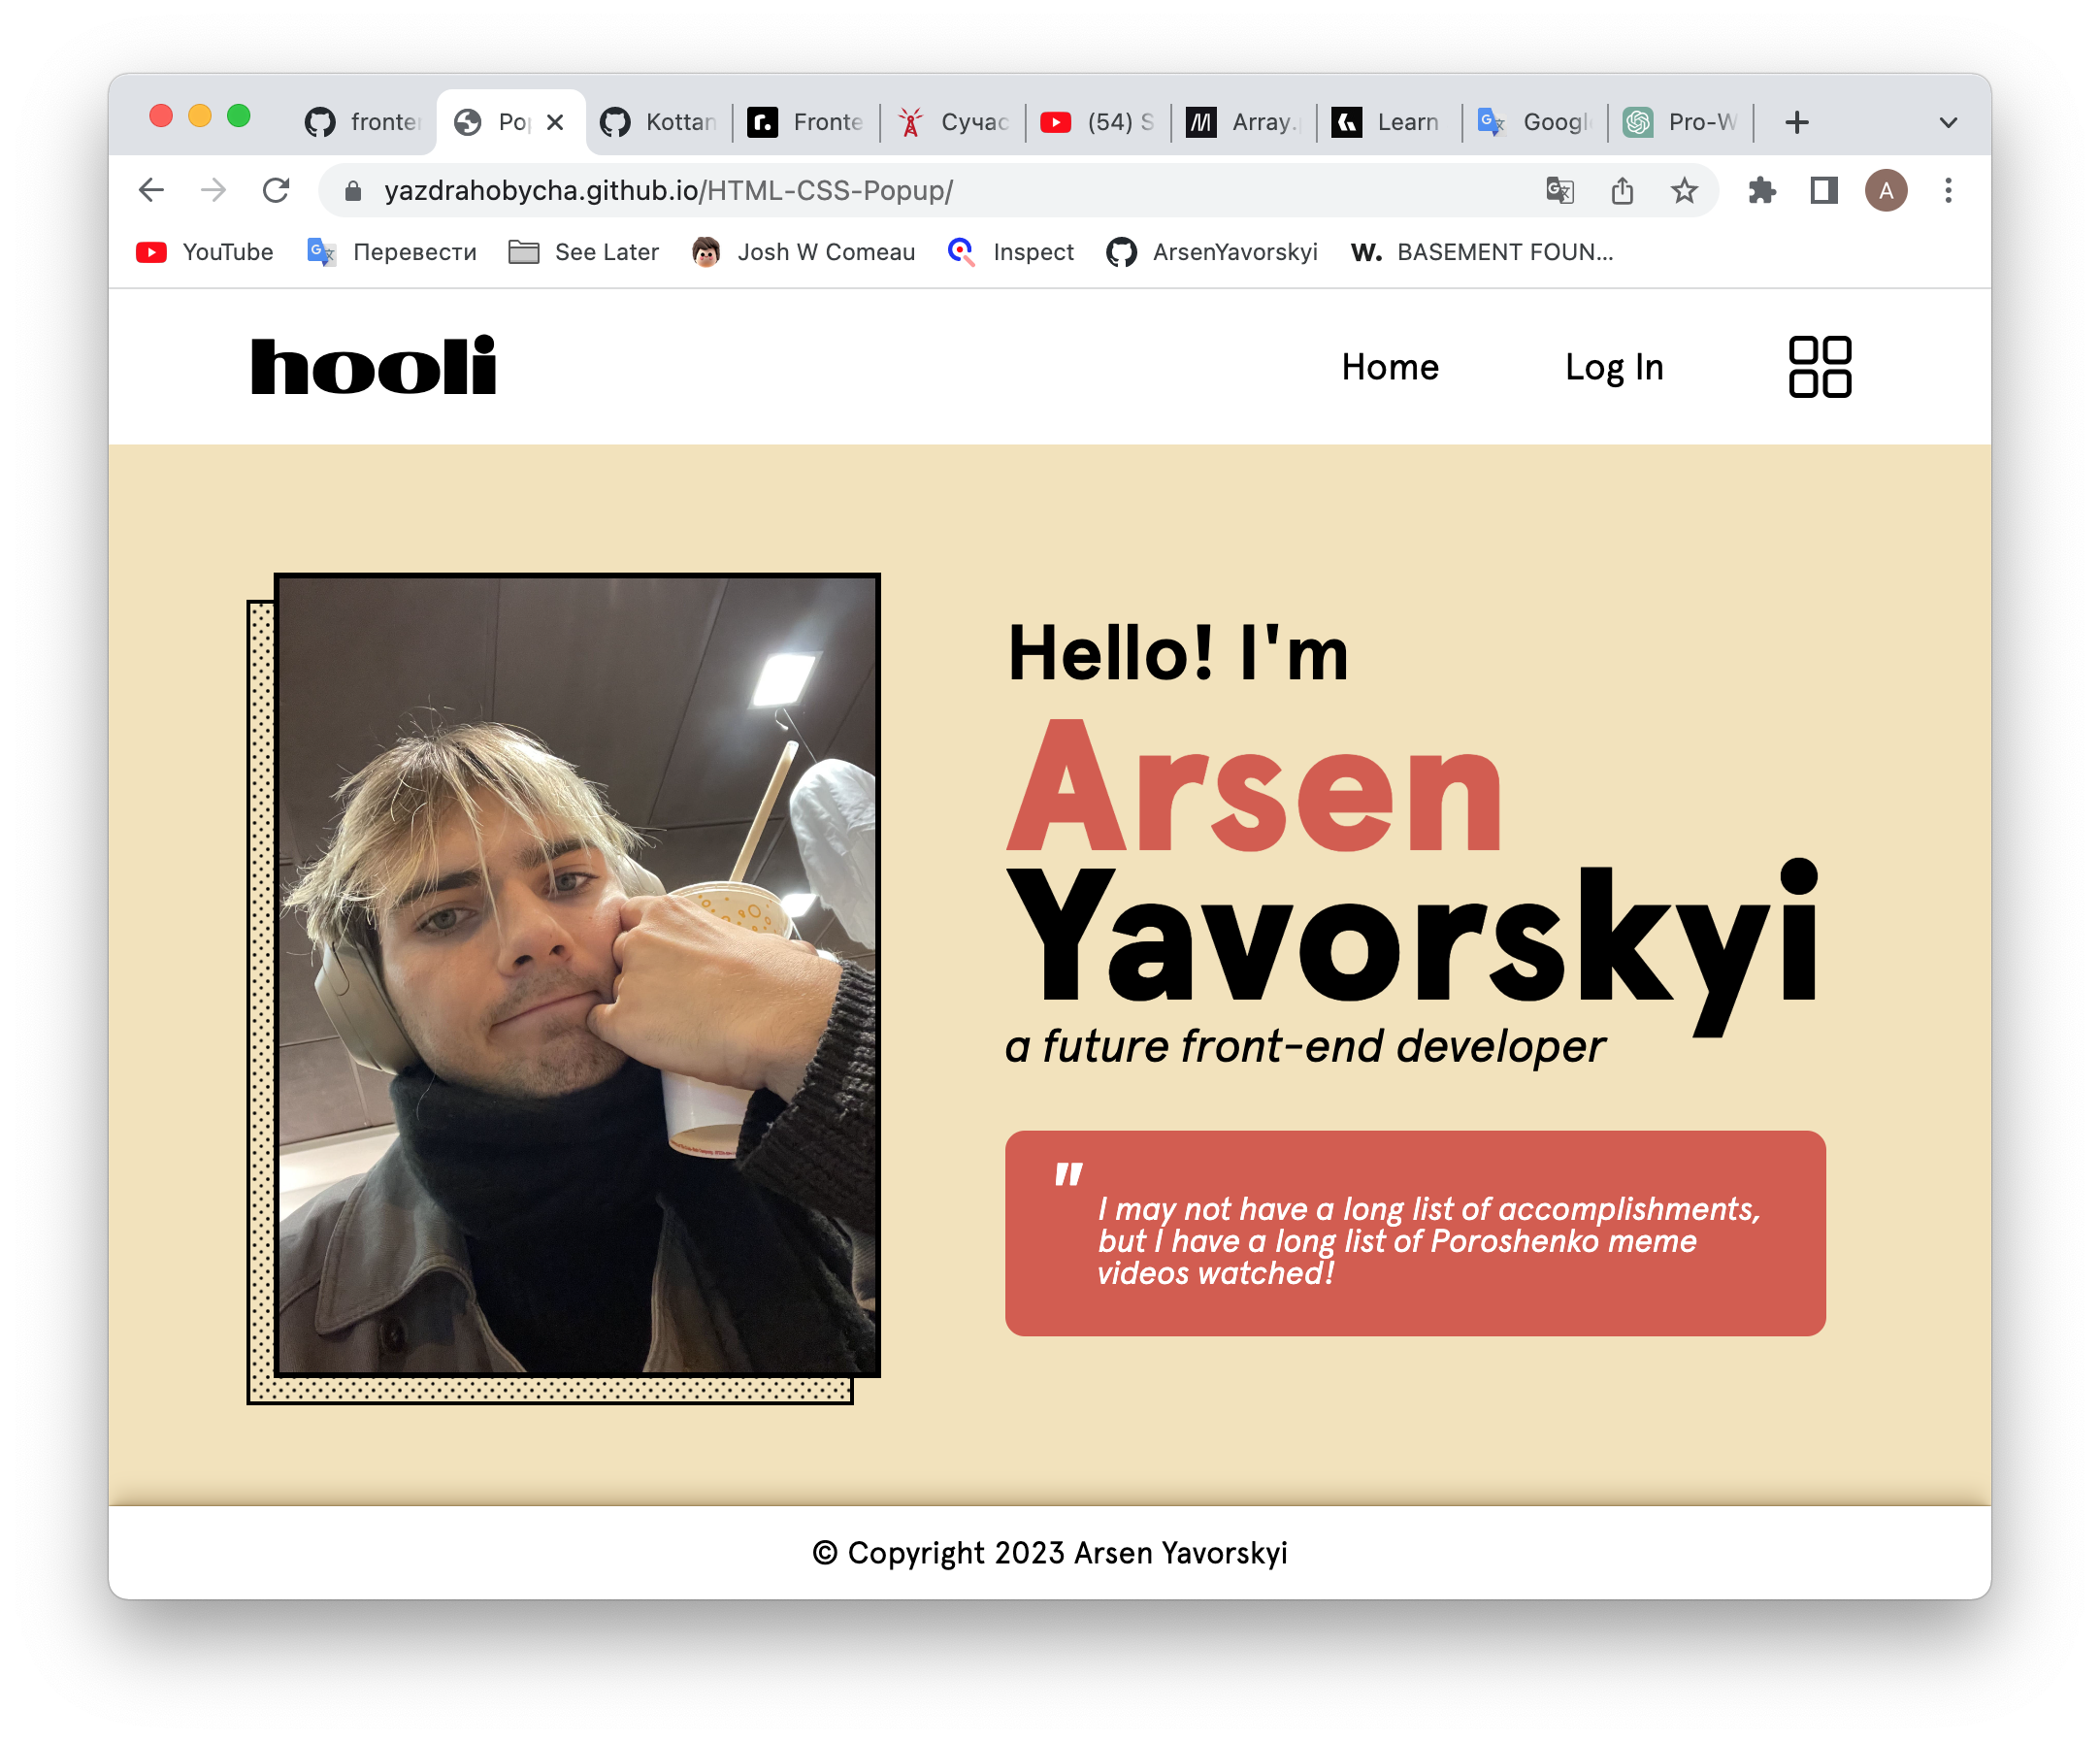 fronte
Po
Kottan
Fronte
Сучас
(54) S
Array.
Learn
Googl
Pro-W
yazdrahobycha.github.io/HTML-CSS-Popup/
A
YouTube
Перевести
See Later
Josh W Comeau
Inspect
ArsenYavorskyi
W. BASEMENT FOUN...
hooli
Home
Log In
Hello! I'm
Arsen
Yavorskyi
a future front-end developer
"
I may not have a long list of accomplishments,
but I have a long list of Poroshenko meme
videos watched!
© Copyright 2023 Arsen Yavorskyi